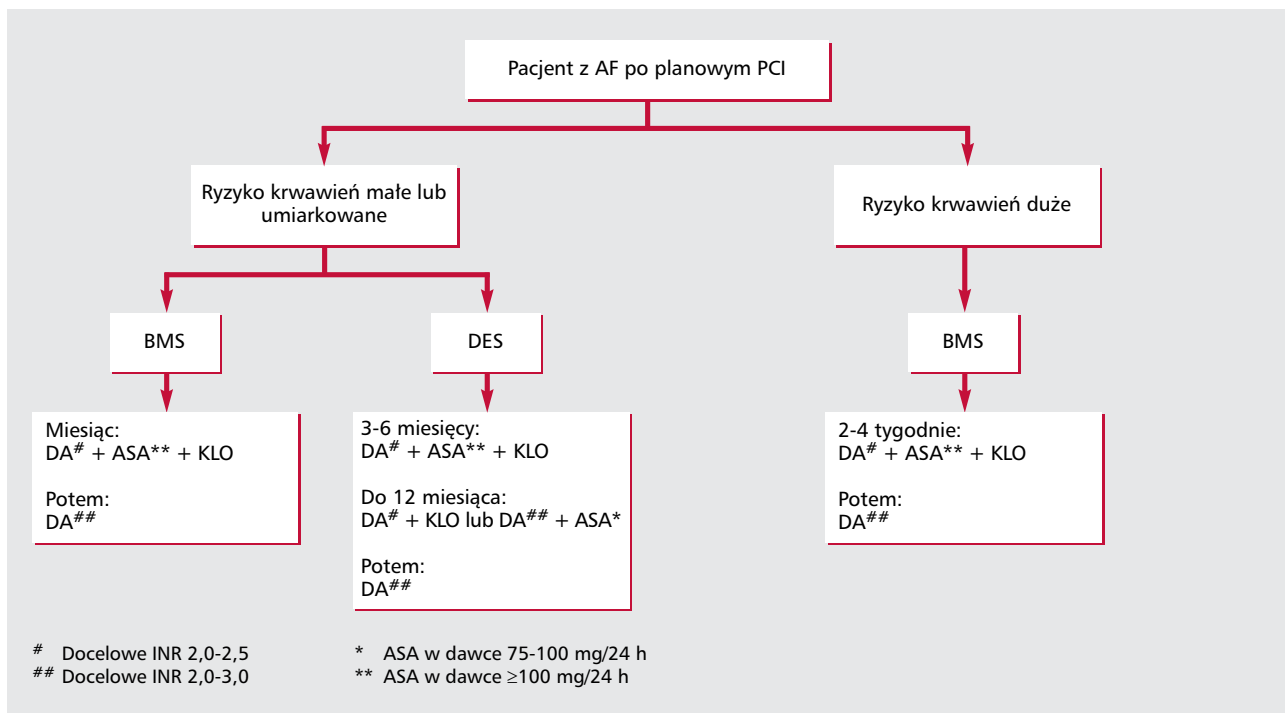 Pacjent z AF po planowym PCI
Ryzyko krwawień małe lub
umiarkowane
Ryzyko krwawień duże
BMS
DES
BMS
Miesiąc:
DA# + ASA** + KLO
Potem:
DA##
3-6 miesięcy:
DA# + ASA** + KLO
Do 12 miesiąca:
DA# + KLO lub DA## + ASA*
Potem:
DA##
2-4 tygodnie:
DA# + ASA** + KLO
Potem:
DA##
# Docelowe INR 2,0-2,5
## Docelowe INR 2,0-3,0
* ASA w dawce 75-100 mg/24 h
** ASA w dawce ≥100 mg/24 h